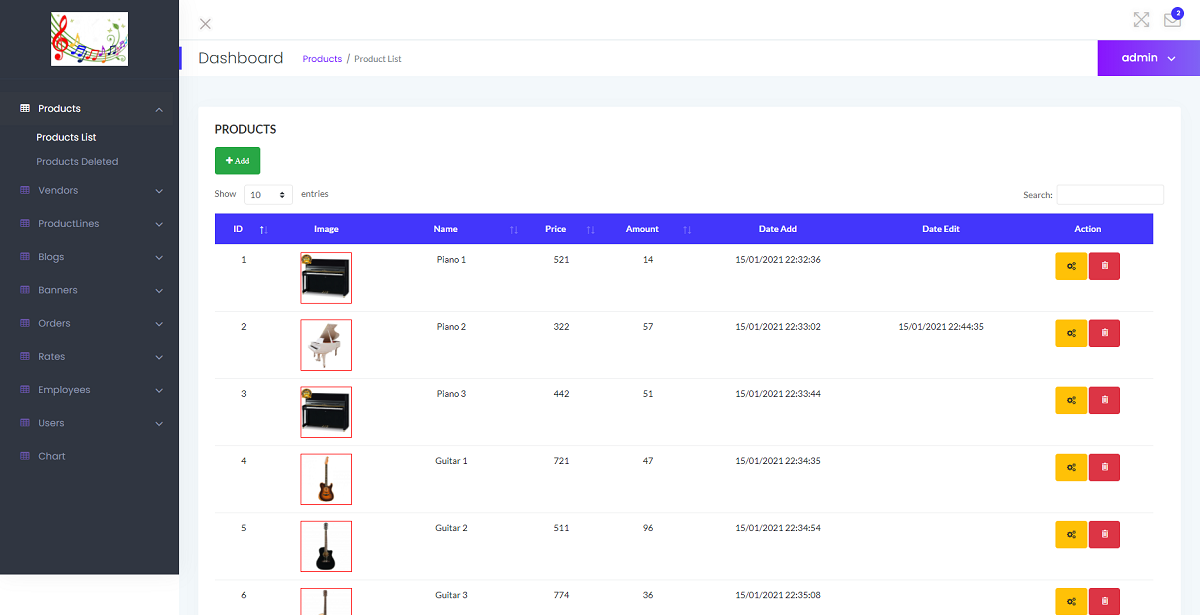 2
Dashboard Products / Product List
admin
Products
Products List
Products Deleted
Vendors
ProductLines
Blogs
Banners
Orders
Rates
Employees
Users
Chart
PRODUCTS
+ Add
Show 10 entries
Search:
ID Image Name Price Amount Date Add Date Edit Action
1 Piano 1 521 14 15/01/2021 22:32:36
2 Piano 2 322 57 15/01/2021 22:33:02 15/01/2021 22:44:35
3 Piano 3 442 51 15/01/2021 22:33:44
4 Guitar 1 721 47 15/01/2021 22:34:35
5 Guitar 2 511 96 15/01/2021 22:34:54
6 Guitar 3 774 36 15/01/2021 22:35:08